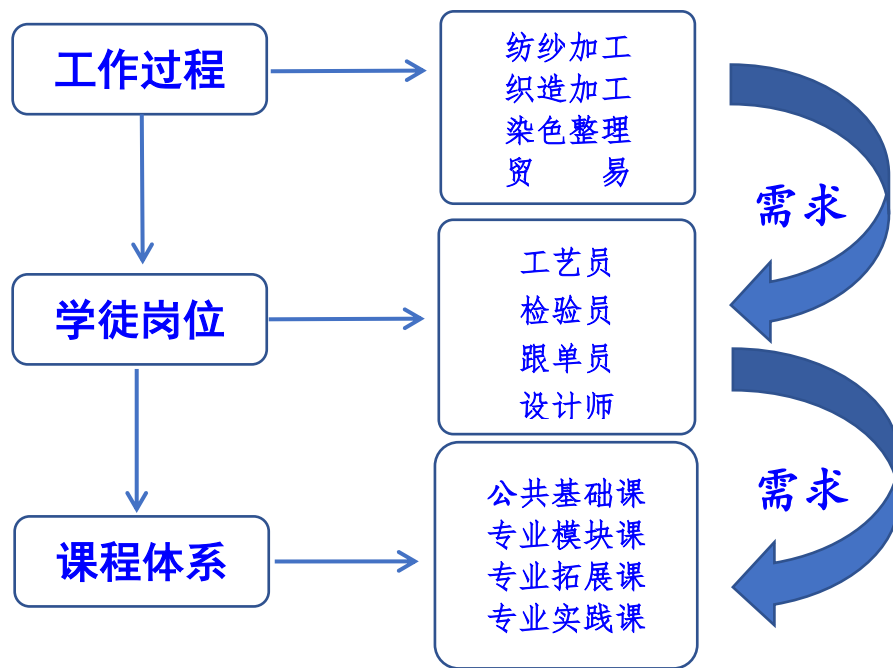 工作过程
纺纱加工
织造加工
染色整理
贸 易
需求
学徒岗位
工艺员
检验员
跟单员
设计师
需求
课程体系
公共基础课
专业模块课
专业拓展课
专业实践课